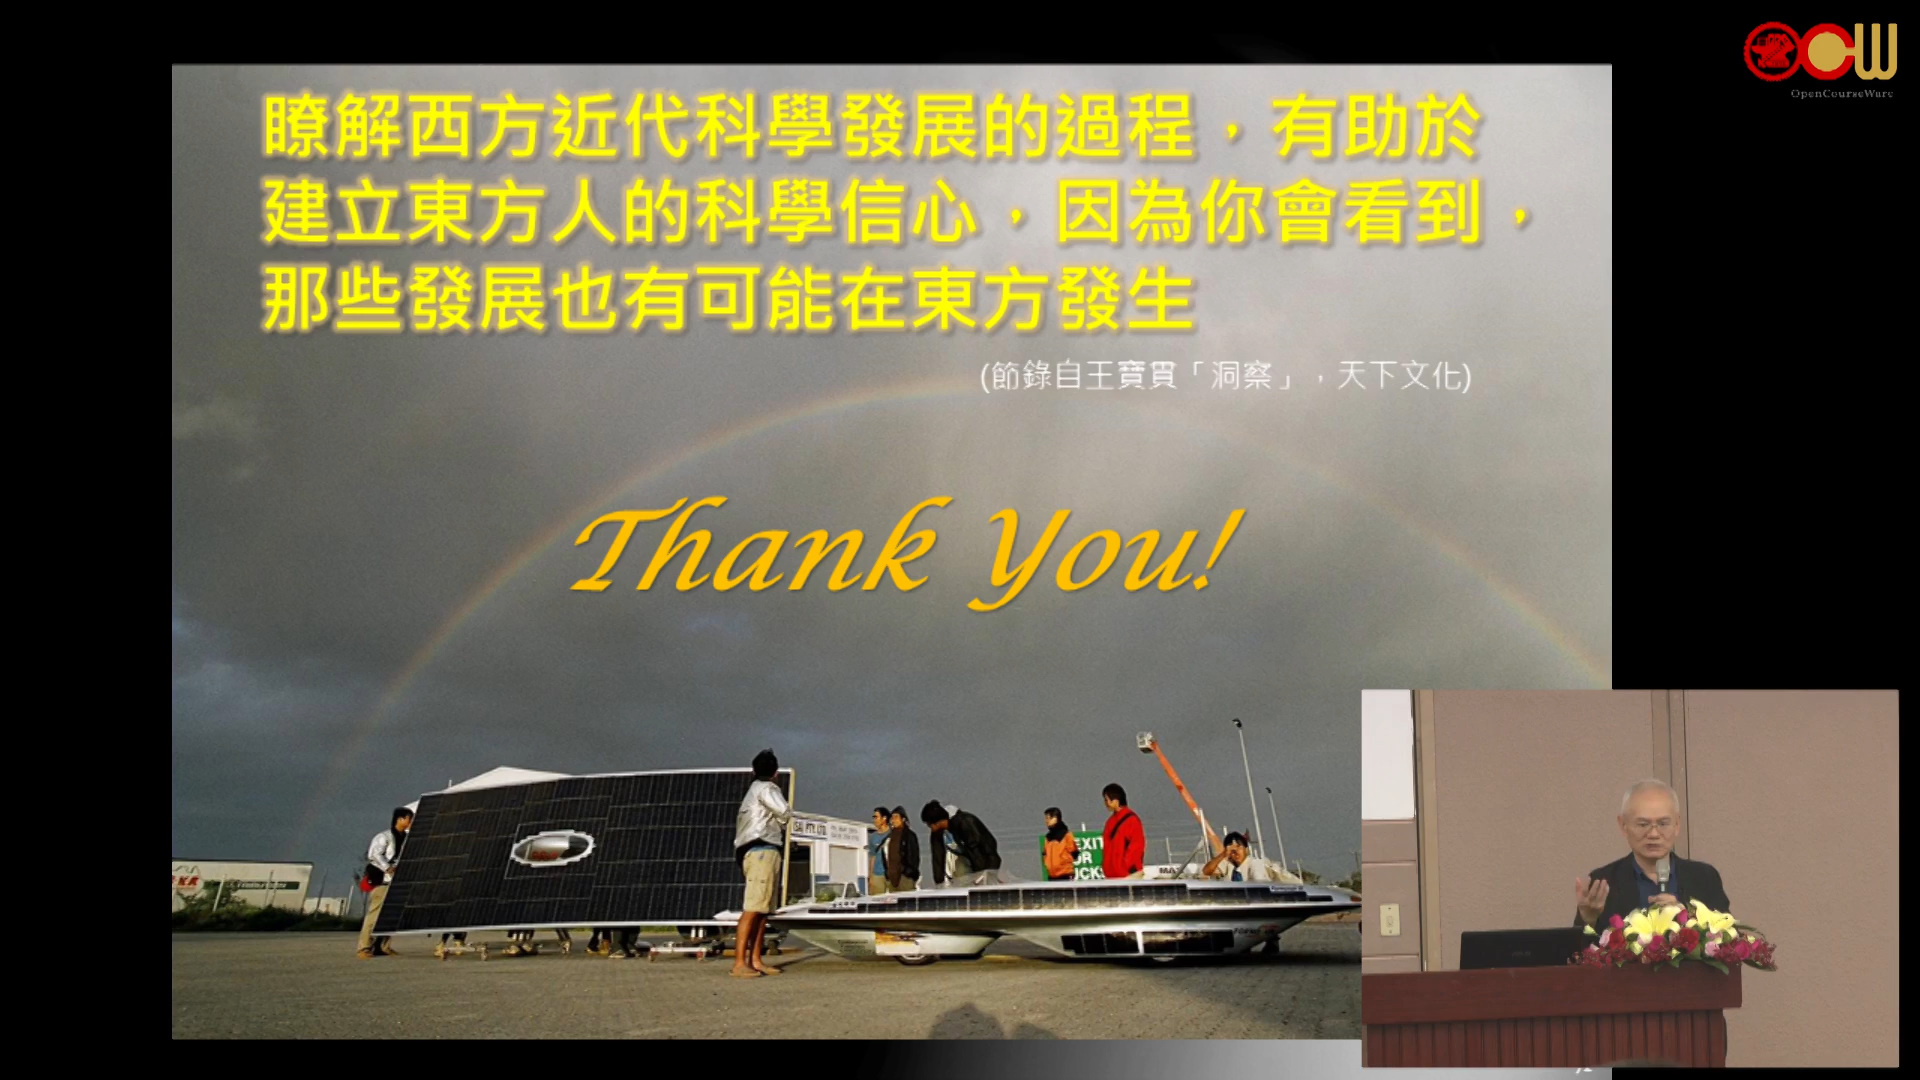 OCW
OpenCourseWare
瞭解西方近代科學發展的過程，有助於
建立東方人的科學信心，因為你會看到，
那些發展也有可能在東方發生
(節錄自王寶貫「洞察」，天下文化)
Thank You!
EXIT